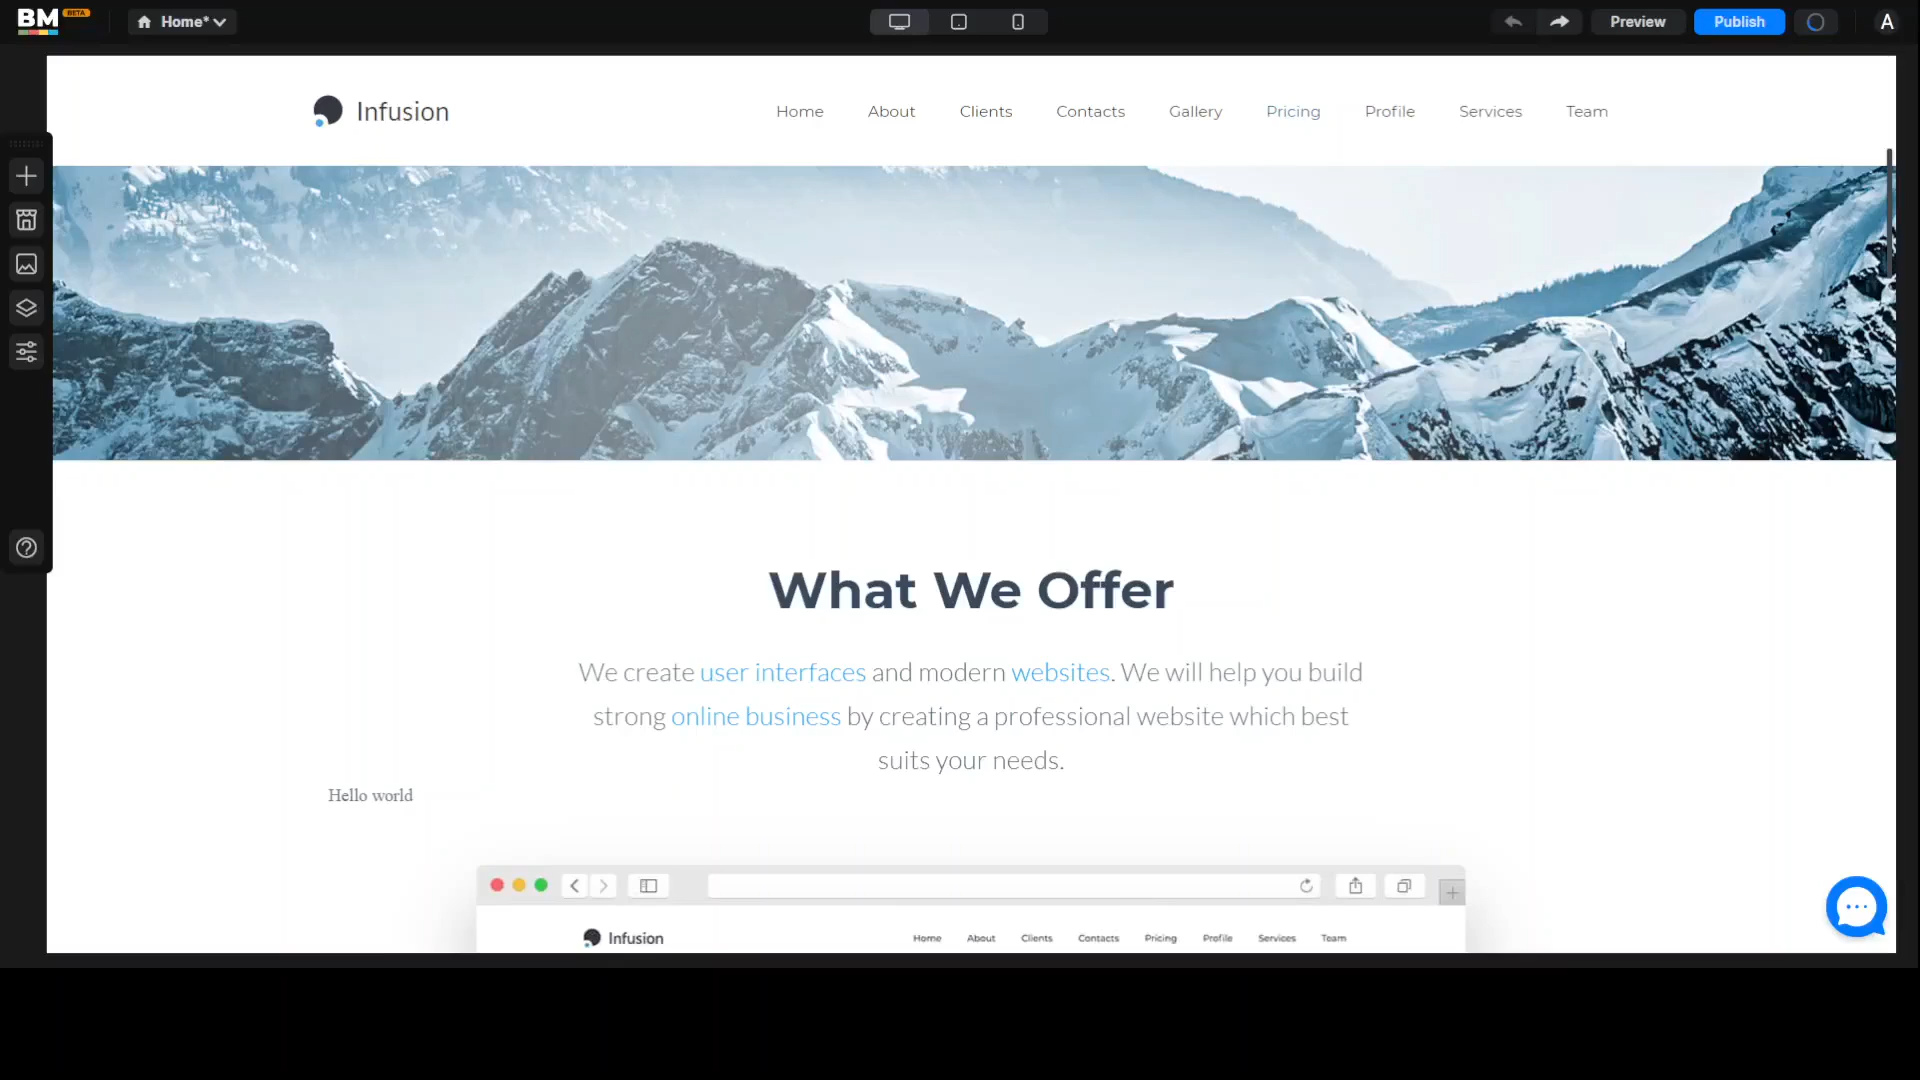 BM BETA
Home*
Preview
Publish
A
Infusion
Home About Clients Contacts Gallery Pricing Profile Services Team
What We Offer
We create user interfaces and modern websites. We will help you build
strong online business by creating a professional website which best
suits your needs.
Hello world
Infusion
Home About Clients Contacts Pricing Profile Services Team